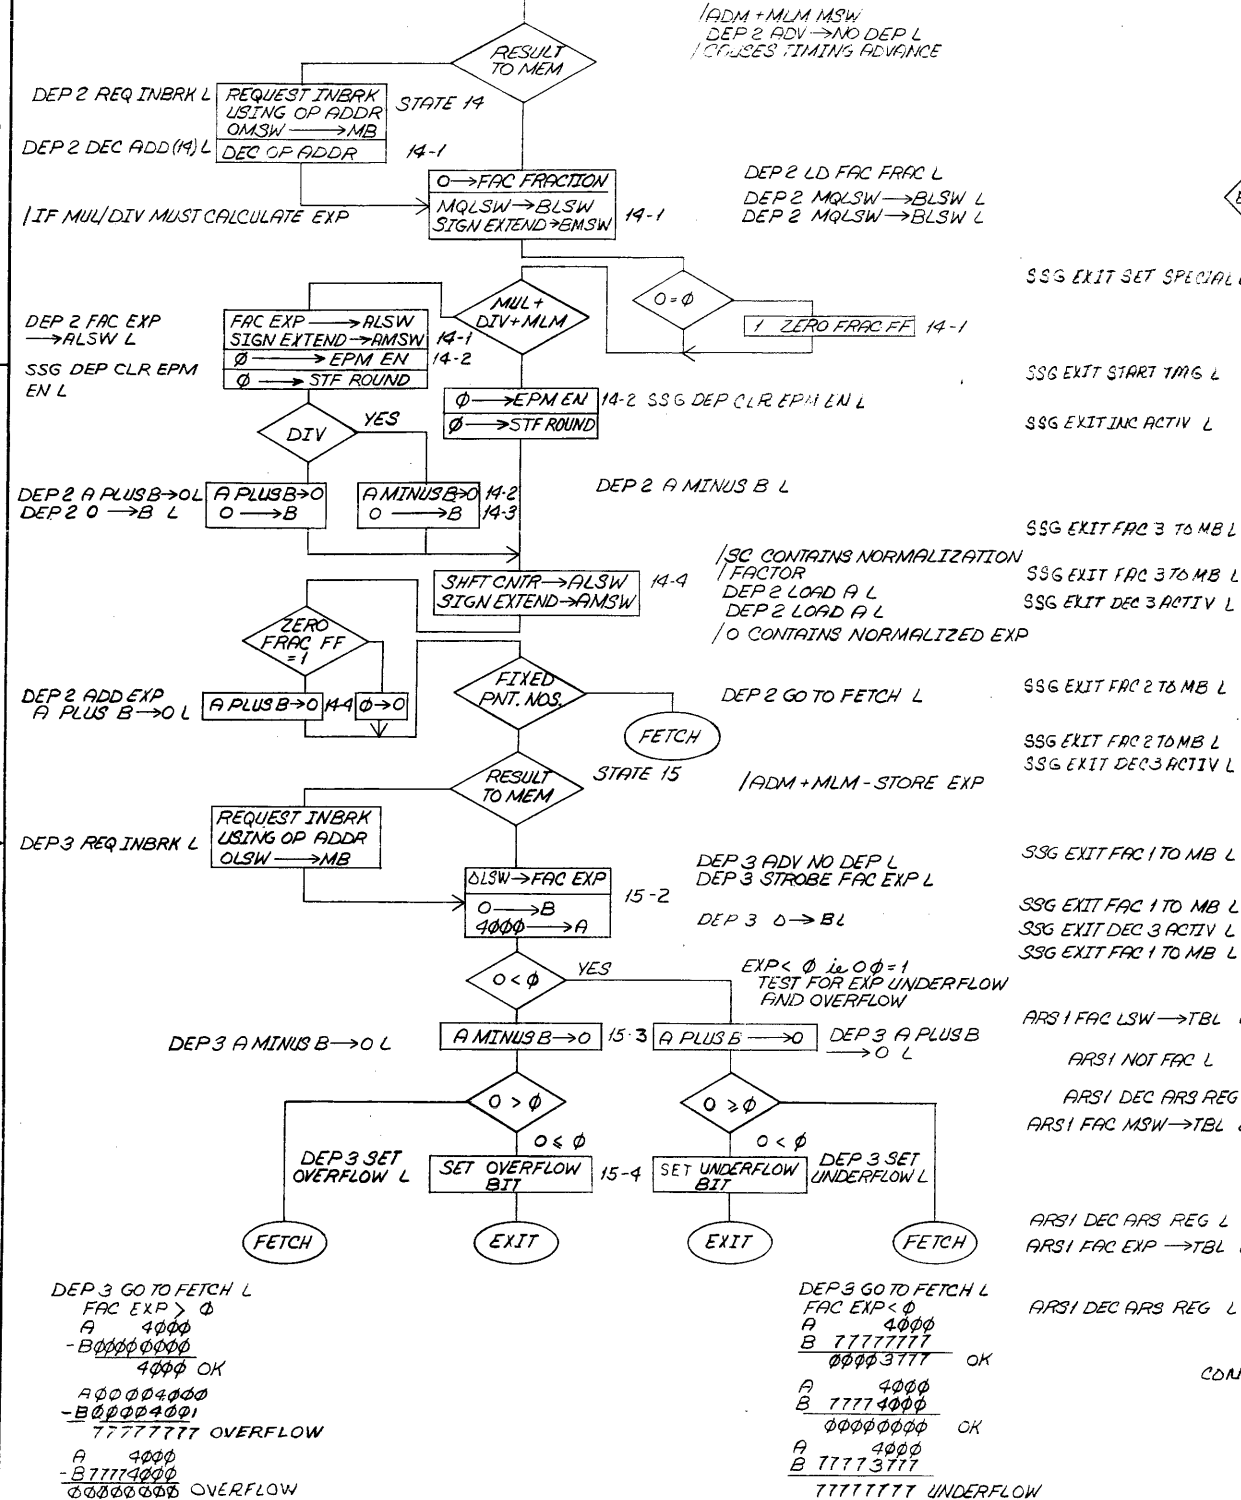 /ADM + MLM MSW
DEP 2 ADV→NO DEP L
/CAUSES TIMING ADVANCE
RESULT
TO MEM
DEP 2 REQ INBRK L
REQUEST INBRK
USING OP ADDR
OMSW→MB
STATE 14
DEP 2 DEC ADD(14) L
DEC OP ADDR
14-1
/IF MUL/DIV MUST CALCULATE EXP
O→FAC FRACTION
MQLSW→BLSW
SIGN EXTEND→BMSW
14-1
DEP 2 LD FAC FRAC L
DEP 2 MQLSW→BLSW L
DEP 2 MQLSW→BLSW L
SSG EXIT SET SPECIAL
MUL+
DIV+MLM
O=Ø
1 ZERO FRAC FF
14-1
DEP 2 FAC EXP
→ALSW L
FAC EXP→ALSW
SIGN EXTEND→AMSW
14-1
Ø→EPM EN
14-2
Ø→STF ROUND
SSG DEP CLR EPM
EN L
SSG EXIT START TMG L
Ø→EPM EN
Ø→STF ROUND
14-2 SSG DEP CLR EPM EN L
SSG EXIT INC ACTIV L
DIV
YES
DEP 2 A PLUS B→O L
DEP 2 O→B L
A PLUS B→O
O→B
A MINUS B→O
O→B
14-2
14-3
DEP 2 A MINUS B L
SSG EXIT FAC 3 TO MB L
SHFT CNTR→ALSW
SIGN EXTEND→AMSW
14-4
/SC CONTAINS NORMALIZATION
/FACTOR
DEP 2 LOAD A L
DEP 2 LOAD A L
/O CONTAINS NORMALIZED EXP
SSG EXIT FAC 3 TO MB L
SSG EXIT DEC 3 ACTIV L
ZERO
FRAC FF
=1
DEP 2 ADD EXP
A PLUS B→O L
A PLUS B→O
14-4
Ø→O
FIXED
PNT. NOS.
FETCH
DEP 2 GO TO FETCH L
SSG EXIT FAC 2 TO MB L
SSG EXIT FAC 2 TO MB L
SSG EXIT DEC 3 ACTIV L
RESULT
TO MEM
STATE 15
/ADM + MLM - STORE EXP
DEP 3 REQ INBRK L
REQUEST INBRK
USING OP ADDR
OLSW→MB
OLSW→FAC EXP
O→B
4ØØØ→A
15-2
DEP 3 ADV NO DEP L
DEP 3 STROBE FAC EXP L
DEP 3 O→B L
SSG EXIT FAC 1 TO MB L
SSG EXIT FAC 1 TO MB L
SSG EXIT DEC 3 ACTIV L
SSG EXIT FAC 1 TO MB L
O<Ø
YES
EXP< Ø ie OØ=1
TEST FOR EXP UNDERFLOW
AND OVERFLOW
DEP 3 A MINUS B→O L
A MINUS B→O
15-3
A PLUS B→O
DEP 3 A PLUS B
→O L
ARS1 FAC LSW→TBL
ARS1 NOT FAC L
ARS1 DEC ARS REG
ARS1 FAC MSW→TBL
O > Ø
O ≥ Ø
O ≤ Ø
O < Ø
DEP 3 SET
OVERFLOW L
SET OVERFLOW
BIT
15-4
SET UNDERFLOW
BIT
DEP 3 SET
UNDERFLOW L
FETCH
EXIT
EXIT
FETCH
ARS1 DEC ARS REG L
ARS1 FAC EXP→TBL
ARS1 DEC ARS REG L
DEP 3 GO TO FETCH L
FAC EXP > Ø
A 4ØØØ
-BØØØØØØØØ
4ØØØ OK
AØØØØ4ØØØ
-BØØØØ4ØØ1
77777777 OVERFLOW
A 4ØØØ
-B77774ØØØ
ØØØØØØØØ OVERFLOW
DEP 3 GO TO FETCH L
FAC EXP<Ø
A 4ØØØ
B 77777777
ØØØØ3777 OK
A 4ØØØ
B 77774ØØØ
ØØØØØØØØ OK
A 4ØØØ
B 77773777
77777777 UNDERFLOW